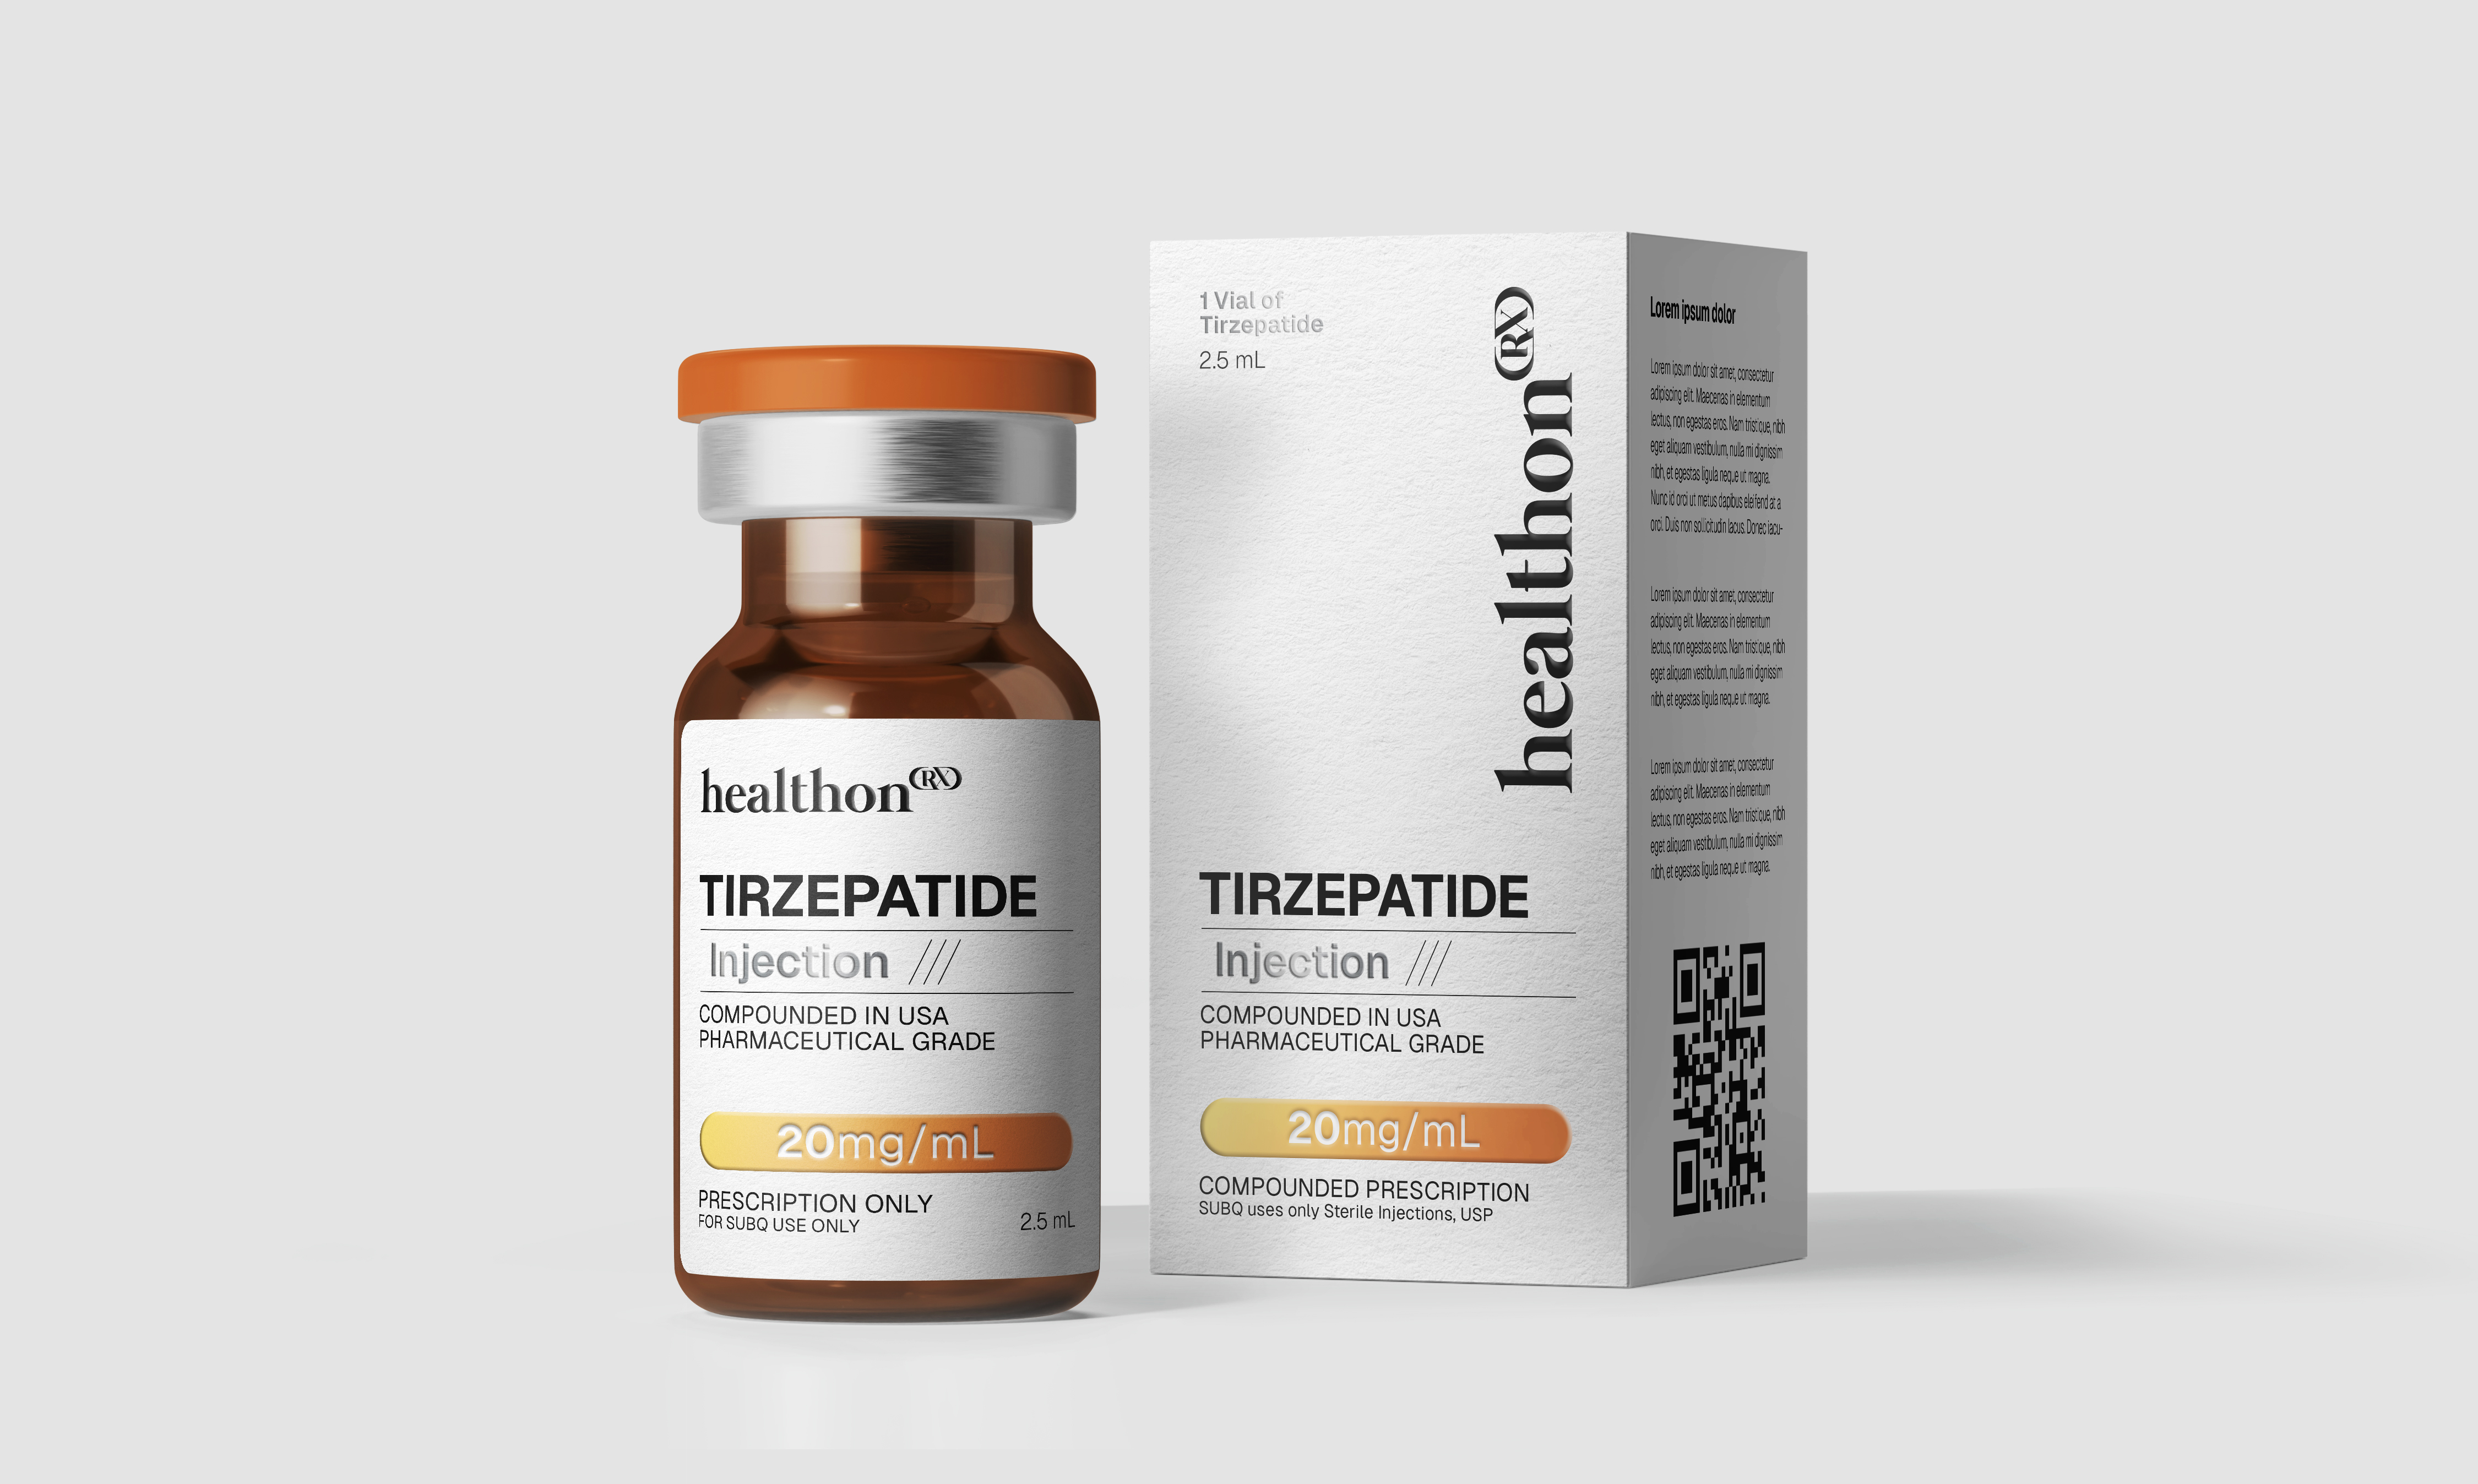 healthon RX
TIRZEPATIDE
Injection ///
COMPOUNDED IN USA
PHARMACEUTICAL GRADE
20mg/mL
PRESCRIPTION ONLY
FOR SUBQ USE ONLY
2.5 mL
1 Vial of
Tirzepatide
2.5 mL
healthon RX
TIRZEPATIDE
Injection ///
COMPOUNDED IN USA
PHARMACEUTICAL GRADE
20mg/mL
COMPOUNDED PRESCRIPTION
SUBQ uses only Sterile Injections, USP
Lorem ipsum dolor
Lorem ipsum dolor sit amet, consectetur
adipiscing elit. Maecenas in elementum
lectus, non egestas eros. Nam tristique, nibh
eget aliquam vestibulum, nulla mi dignissim
nibh, et egestas ligula neque ut magna.
Nunc id orci ut metus dapibus eleifend at a
orci. Duis non sollicitudin lacus. Donec iacu-
Lorem ipsum dolor sit amet, consectetur
adipiscing elit. Maecenas in elementum
lectus, non egestas eros. Nam tristique, nibh
eget aliquam vestibulum, nulla mi dignissim
nibh, et egestas ligula neque ut magna.
Lorem ipsum dolor sit amet, consectetur
adipiscing elit. Maecenas in elementum
lectus, non egestas eros. Nam tristique, nibh
eget aliquam vestibulum, nulla mi dignissim
nibh, et egestas ligula neque ut magna.